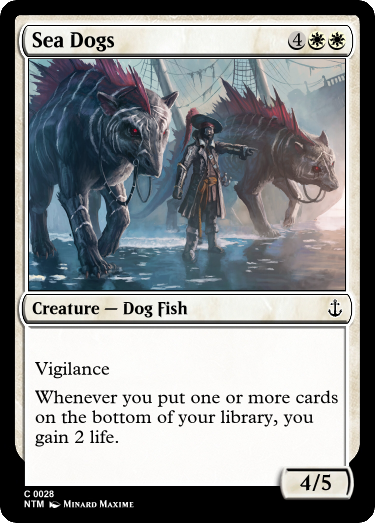 Sea Dogs 4
Creature — Dog Fish
Vigilance
Whenever you put one or more cards
on the bottom of your library, you
gain 2 life.
4/5
C 0028
NTM Minard Maxime